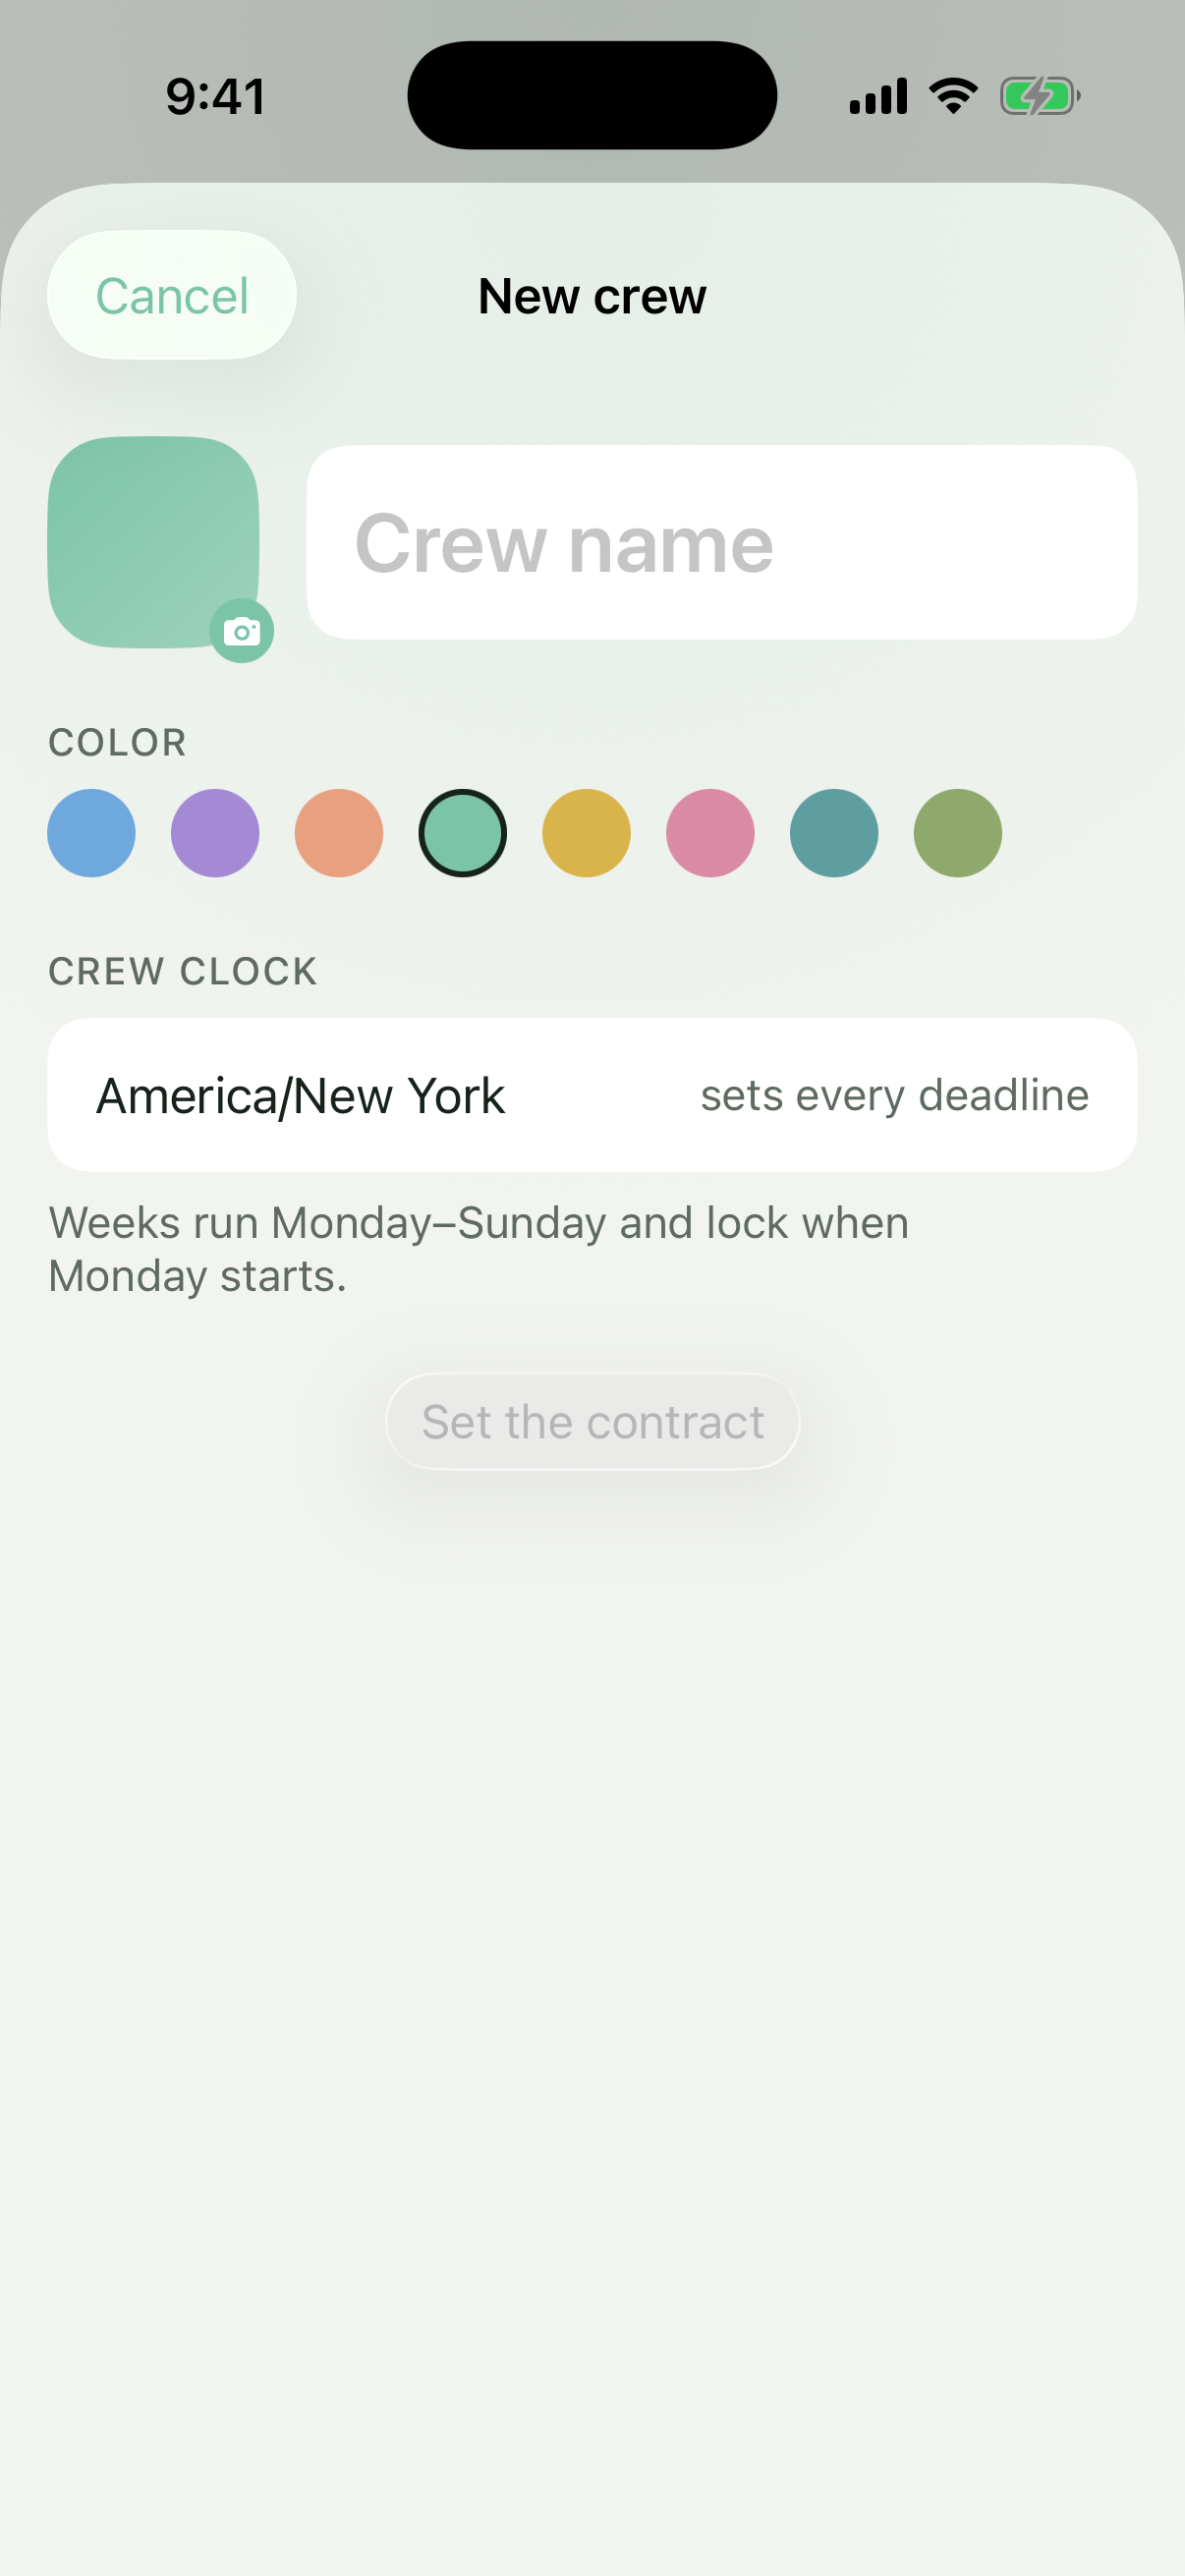 9:41
Cancel
New crew
Crew name
COLOR
CREW CLOCK
America/New York
sets every deadline
Weeks run Monday–Sunday and lock when
Monday starts.
Set the contract